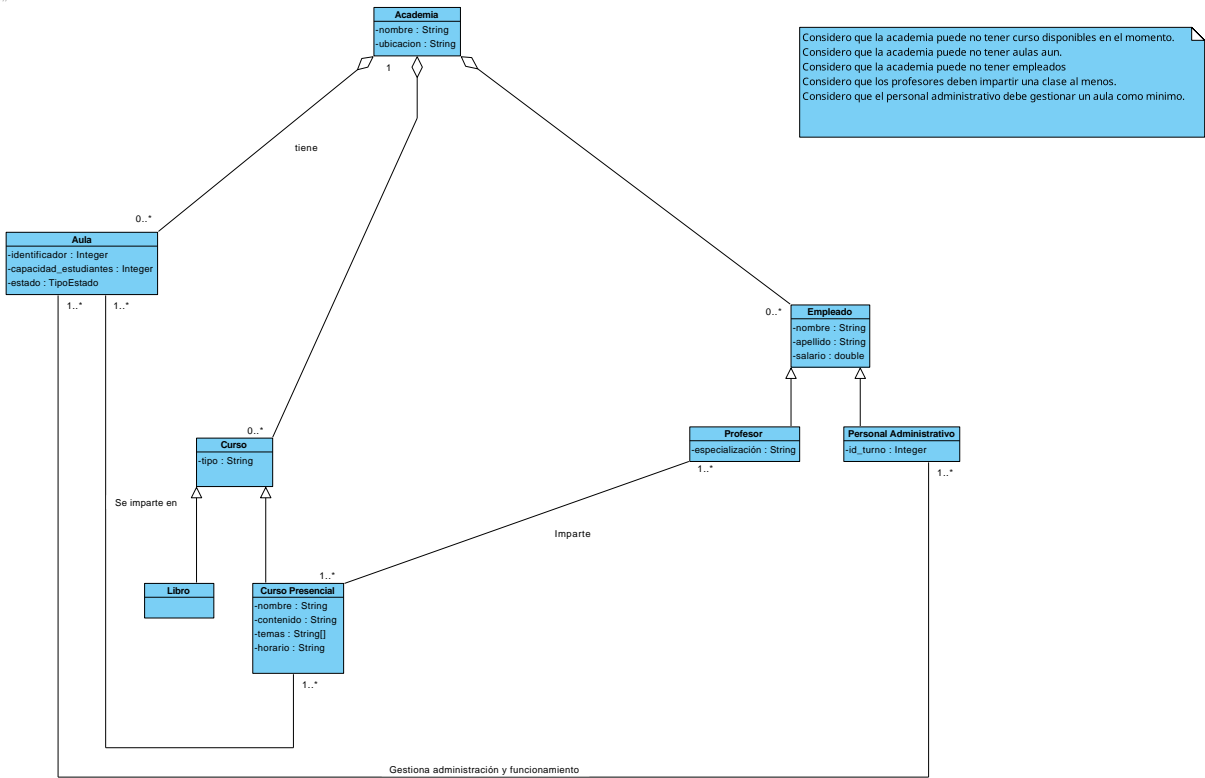 Academia
-nombre : String
-ubicacion : String
1
Considero que la academia puede no tener curso disponibles en el momento.
Considero que la academia puede no tener aulas aun.
Considero que la academia puede no tener empleados
Considero que los profesores deben impartir una clase al menos.
Considero que el personal administrativo debe gestionar un aula como minimo.
tiene
0..*
Aula
-identificador : Integer
-capacidad_estudiantes : Integer
-estado : TipoEstado
1..*
1..*
0..*
Empleado
-nombre : String
-apellido : String
-salario : double
0..*
Curso
-tipo : String
Profesor
-especialización : String
1..*
Personal Administrativo
-id_turno : Integer
1..*
Se imparte en
Imparte
Libro
1..*
Curso Presencial
-nombre : String
-contenido : String
-temas : String[]
-horario : String
1..*
Gestiona administración y funcionamiento